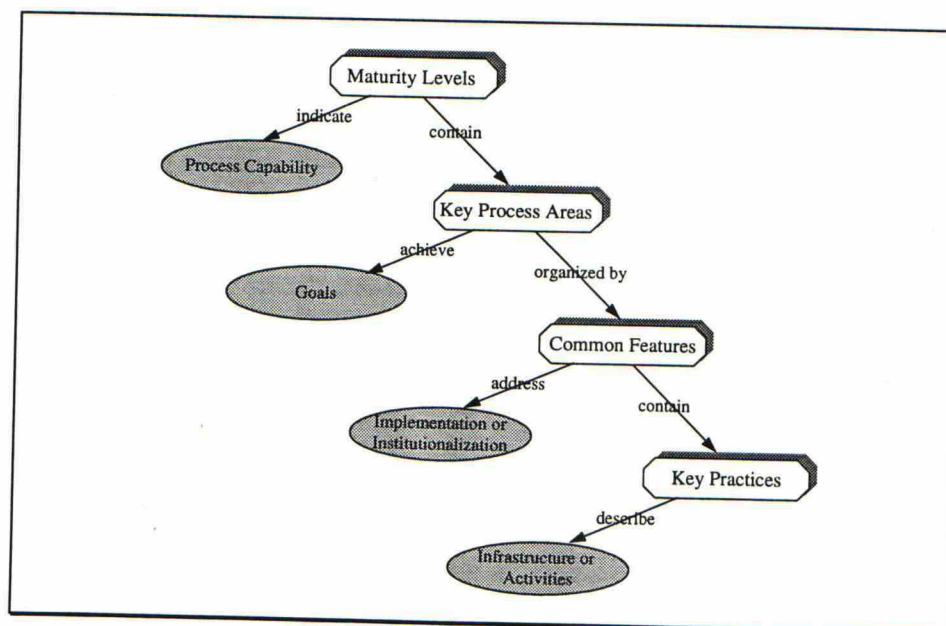 Maturity Levels
indicate
contain
Process Capability
Key Process Areas
achieve
organized by
Goals
Common Features
address
contain
Implementation or
Institutionalization
Key Practices
describe
Infrastructure or
Activities